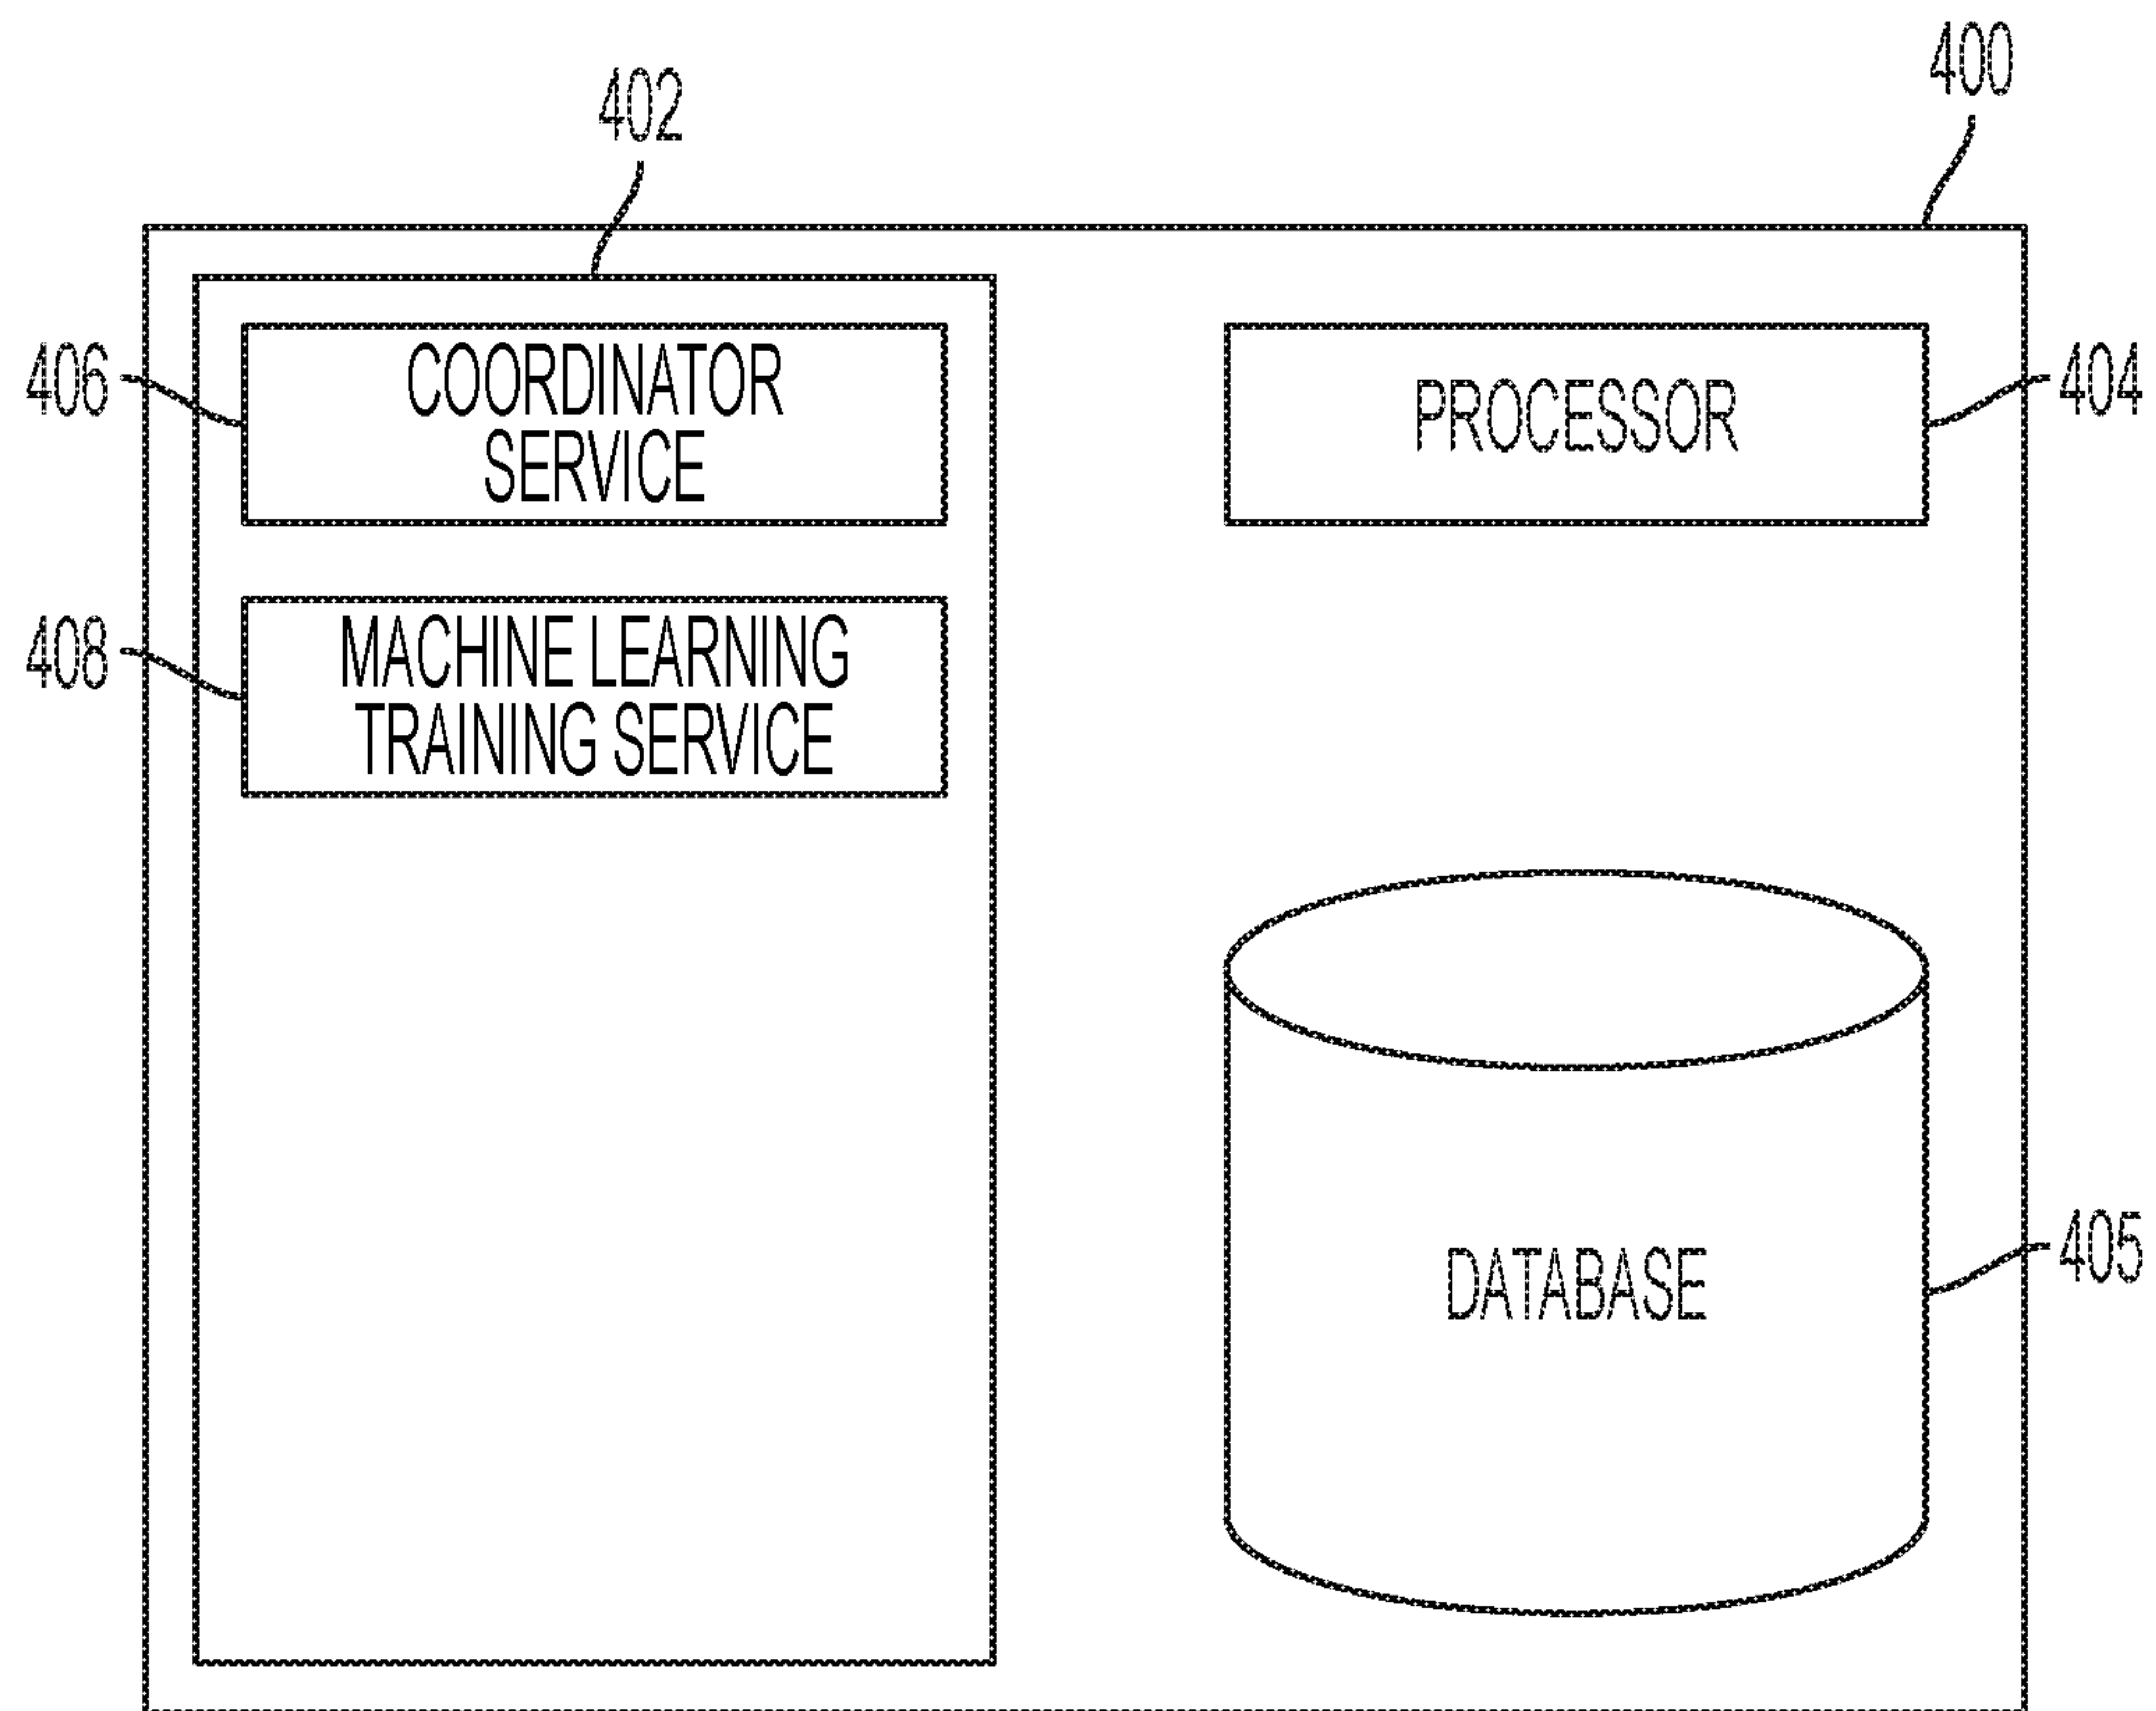 400
402
406
COORDINATOR
SERVICE
PROCESSOR
404
408
MACHINE LEARNING
TRAINING SERVICE
DATABASE
405